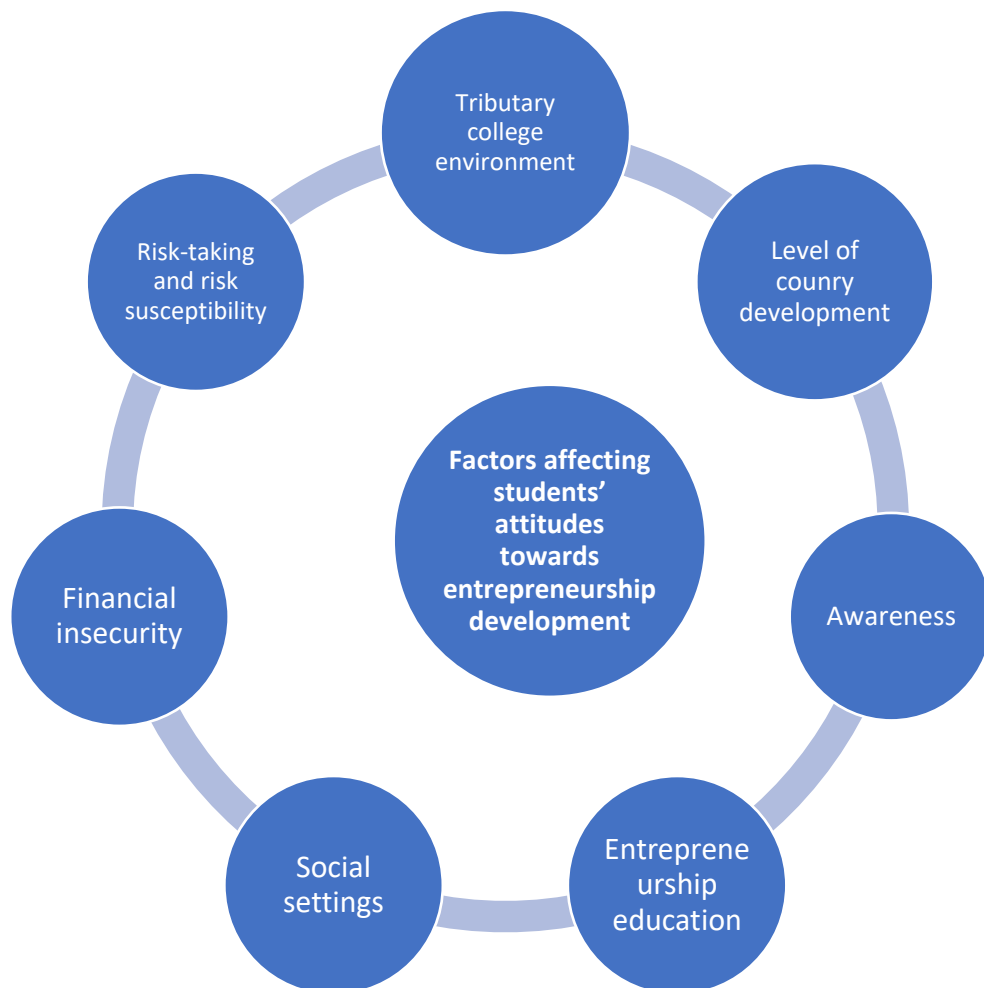 Tributary
college
environment
Level of
counry
development
Awareness
Entreprene
urship
education
Social
settings
Financial
insecurity
Risk-taking
and risk
susceptibility
Factors affecting
students’
attitudes
towards
entrepreneurship
development